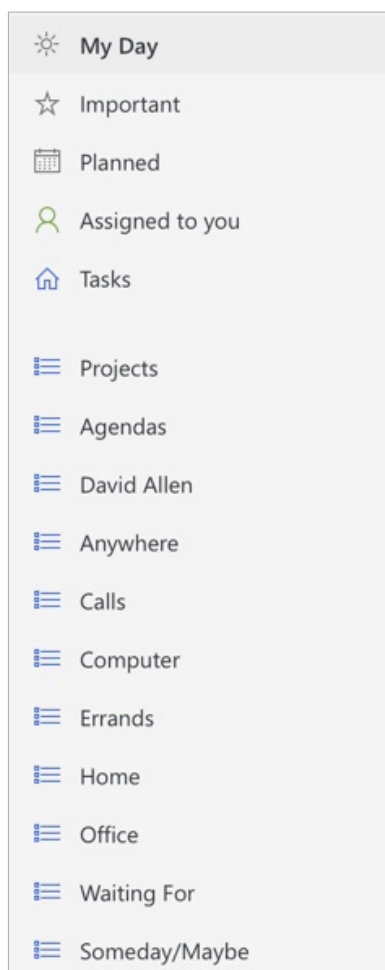 My Day
Important
Planned
Assigned to you
Tasks
Projects
Agendas
David Allen
Anywhere
Calls
Computer
Errands
Home
Office
Waiting For
Someday/Maybe